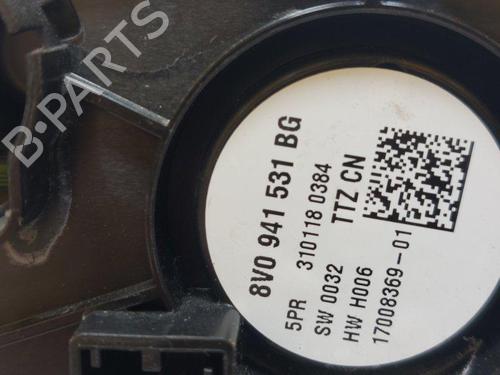 B-PARTS
8V0 941 531 BG
5PR 310118 0384
SW 0032 TTZ CN
HW H006
17008369-01